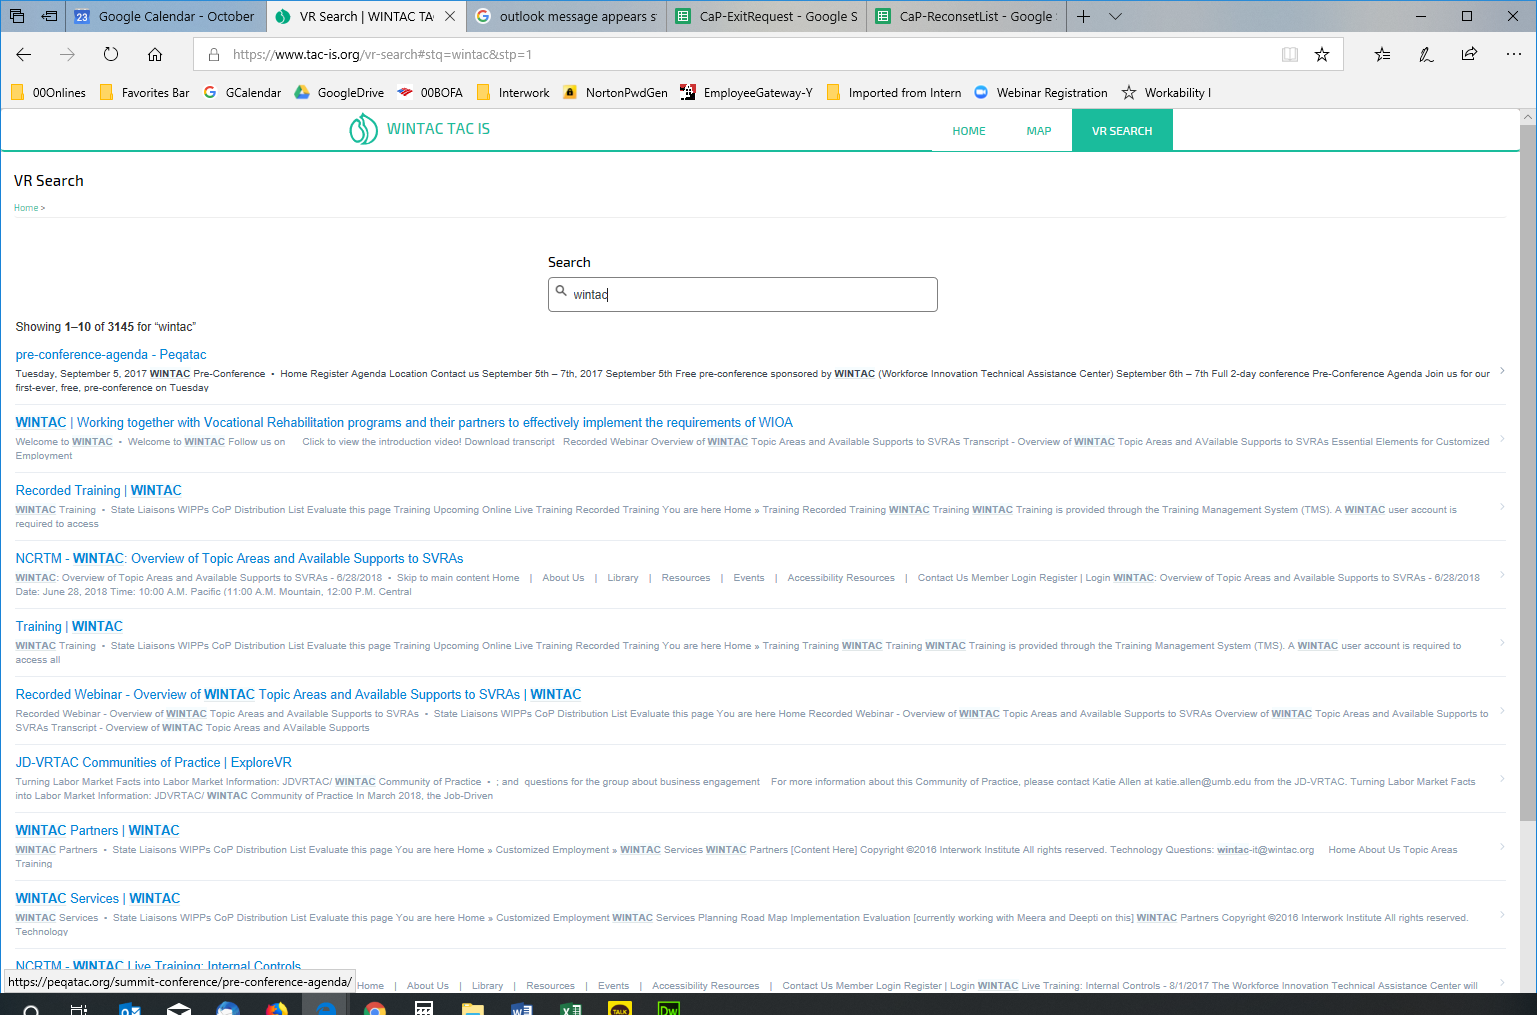 23 Google Calendar - October
VR Search | WINTAC TA
outlook message appears s
CaP-ExitRequest - Google S
CaP-ReconsetList - Google
https://www.tac-is.org/vr-search#stq=wintac&stp=1
00Onlines Favorites Bar GCalendar GoogleDrive 00BOFA Interwork NortonPwdGen EmployeeGateway-Y Imported from Intern Webinar Registration Workability I
WINTAC TAC IS HOME MAP VR SEARCH
VR Search
Home >
Search
wintac
Showing 1–10 of 3145 for “wintac”
pre-conference-agenda - Peqatac
Tuesday, September 5, 2017 WINTAC Pre-Conference • Home Register Agenda Location Contact us September 5th – 7th, 2017 September 5th Free pre-conference sponsored by WINTAC (Workforce Innovation Technical Assistance Center) September 6th – 7th Full 2-day conference Pre-Conference Agenda Join us for our
first-ever, free, pre-conference on Tuesday
WINTAC | Working together with Vocational Rehabilitation programs and their partners to effectively implement the requirements of WIOA
Welcome to WINTAC • Welcome to WINTAC Follow us on Click to view the introduction video! Download transcript Recorded Webinar Overview of WINTAC Topic Areas and Available Supports to SVRAs Transcript - Overview of WINTAC Topic Areas and AVailable Supports to SVRAs Essential Elements for Customized
Employment
Recorded Training | WINTAC
WINTAC Training • State Liaisons WIPPs CoP Distribution List Evaluate this page Training Upcoming Online Live Training Recorded Training You are here Home » Training Recorded Training WINTAC Training WINTAC Training is provided through the Training Management System (TMS). A WINTAC user account is
required to access
NCRTM - WINTAC: Overview of Topic Areas and Available Supports to SVRAs
WINTAC: Overview of Topic Areas and Available Supports to SVRAs - 6/28/2018 • Skip to main content Home | About Us | Library | Resources | Events | Accessibility Resources | Contact Us Member Login Register | Login WINTAC: Overview of Topic Areas and Available Supports to SVRAs - 6/28/2018
Date: June 28, 2018 Time: 10:00 A.M. Pacific (11:00 A.M. Mountain, 12:00 P.M. Central
Training | WINTAC
WINTAC Training • State Liaisons WIPPs CoP Distribution List Evaluate this page Training Upcoming Online Live Training Recorded Training You are here Home » Training Training WINTAC Training WINTAC Training is provided through the Training Management System (TMS). A WINTAC user account is required to
access all
Recorded Webinar - Overview of WINTAC Topic Areas and Available Supports to SVRAs | WINTAC
Recorded Webinar - Overview of WINTAC Topic Areas and Available Supports to SVRAs • State Liaisons WIPPs CoP Distribution List Evaluate this page You are here Home Recorded Webinar - Overview of WINTAC Topic Areas and Available Supports to SVRAs Overview of WINTAC Topic Areas and Available Supports to
SVRAs Transcript - Overview of WINTAC Topic Areas and AVailable Supports
JD-VRTAC Communities of Practice | ExploreVR
Turning Labor Market Facts into Labor Market Information: JDVRTAC/ WINTAC Community of Practice • ; and questions for the group about business engagement For more information about this Community of Practice, please contact Katie Allen at katie.allen@umb.edu from the JD-VRTAC. Turning Labor Market Facts
into Labor Market Information: JDVRTAC/ WINTAC Community of Practice In March 2018, the Job-Driven
WINTAC Partners | WINTAC
WINTAC Partners • State Liaisons WIPPs CoP Distribution List Evaluate this page You are here Home » Customized Employment » WINTAC Services WINTAC Partners [Content Here] Copyright ©2016 Interwork Institute All rights reserved. Technology Questions: wintac-it@wintac.org Home About Us Topic Areas
Training
WINTAC Services | WINTAC
WINTAC Services • State Liaisons WIPPs CoP Distribution List Evaluate this page You are here Home » Customized Employment WINTAC Services Planning Road Map Implementation Evaluation [currently working with Meera and Deepti on this] WINTAC Partners Copyright ©2016 Interwork Institute All rights reserved.
Technology
NCRTM - WINTAC Live Training: Internal Controls
https://peqatac.org/summit-conference/pre-conference-agenda/
Home | About Us | Library | Resources | Events | Accessibility Resources | Contact Us Member Login Register | Login WINTAC Live Training: Internal Controls - 8/1/2017 The Workforce Innovation Technical Assistance Center will
TALK Dw